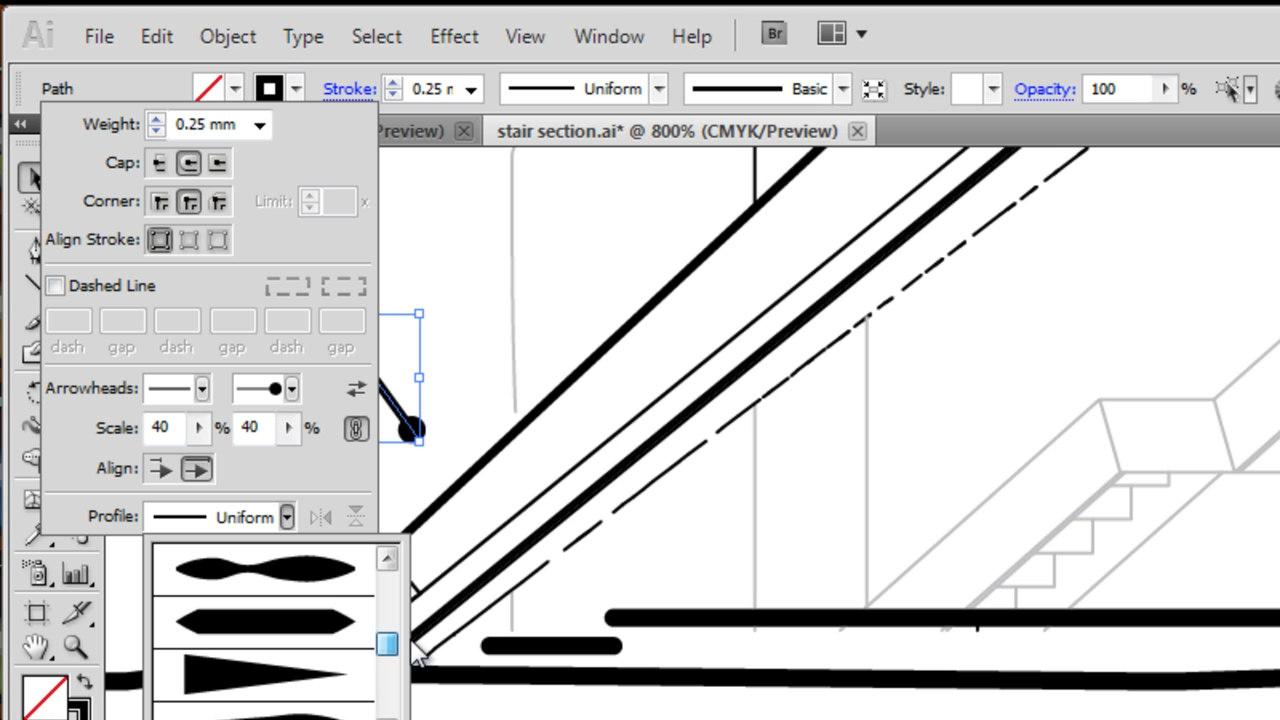 Ai File Edit Object Type Select Effect View Window Help Br
Path Stroke: 0.25 Uniform Basic Style: Opacity: 100 %
Preview) stair section.ai* @ 800% (CMYK/Preview)
Weight: 0.25 mm
Cap:
Corner: Limit: x
Align Stroke:
Dashed Line
dash gap dash gap dash gap
Arrowheads:
Scale: 40 % 40 %
Align:
Profile: Uniform